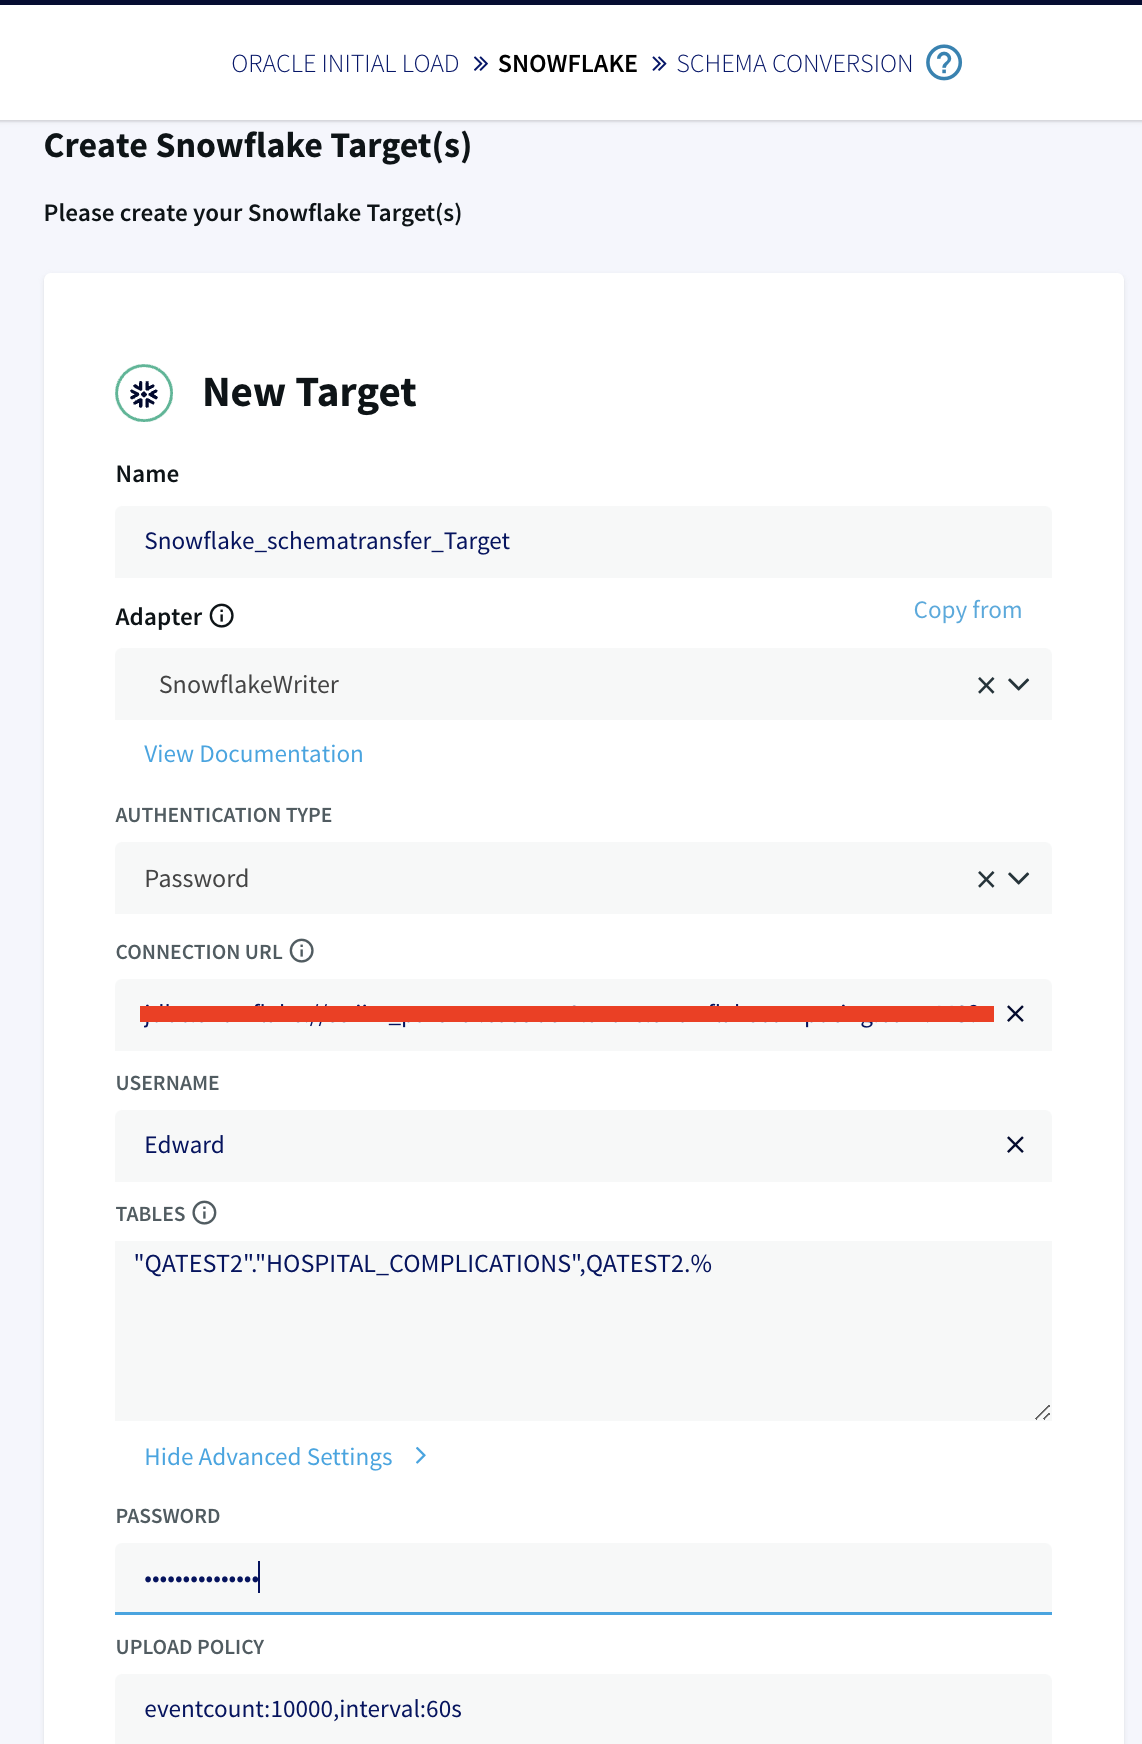 ORACLE INITIAL LOAD » SNOWFLAKE » SCHEMA CONVERSION ?
Create Snowflake Target(s)
Please create your Snowflake Target(s)
New Target
Name
Snowflake_schematransfer_Target
Adapter
Copy from
SnowflakeWriter
View Documentation
AUTHENTICATION TYPE
Password
CONNECTION URL
USERNAME
Edward
TABLES
"QATEST2"."HOSPITAL_COMPLICATIONS",QATEST2.%
Hide Advanced Settings
PASSWORD
•••••••••••••••
UPLOAD POLICY
eventcount:10000,interval:60s